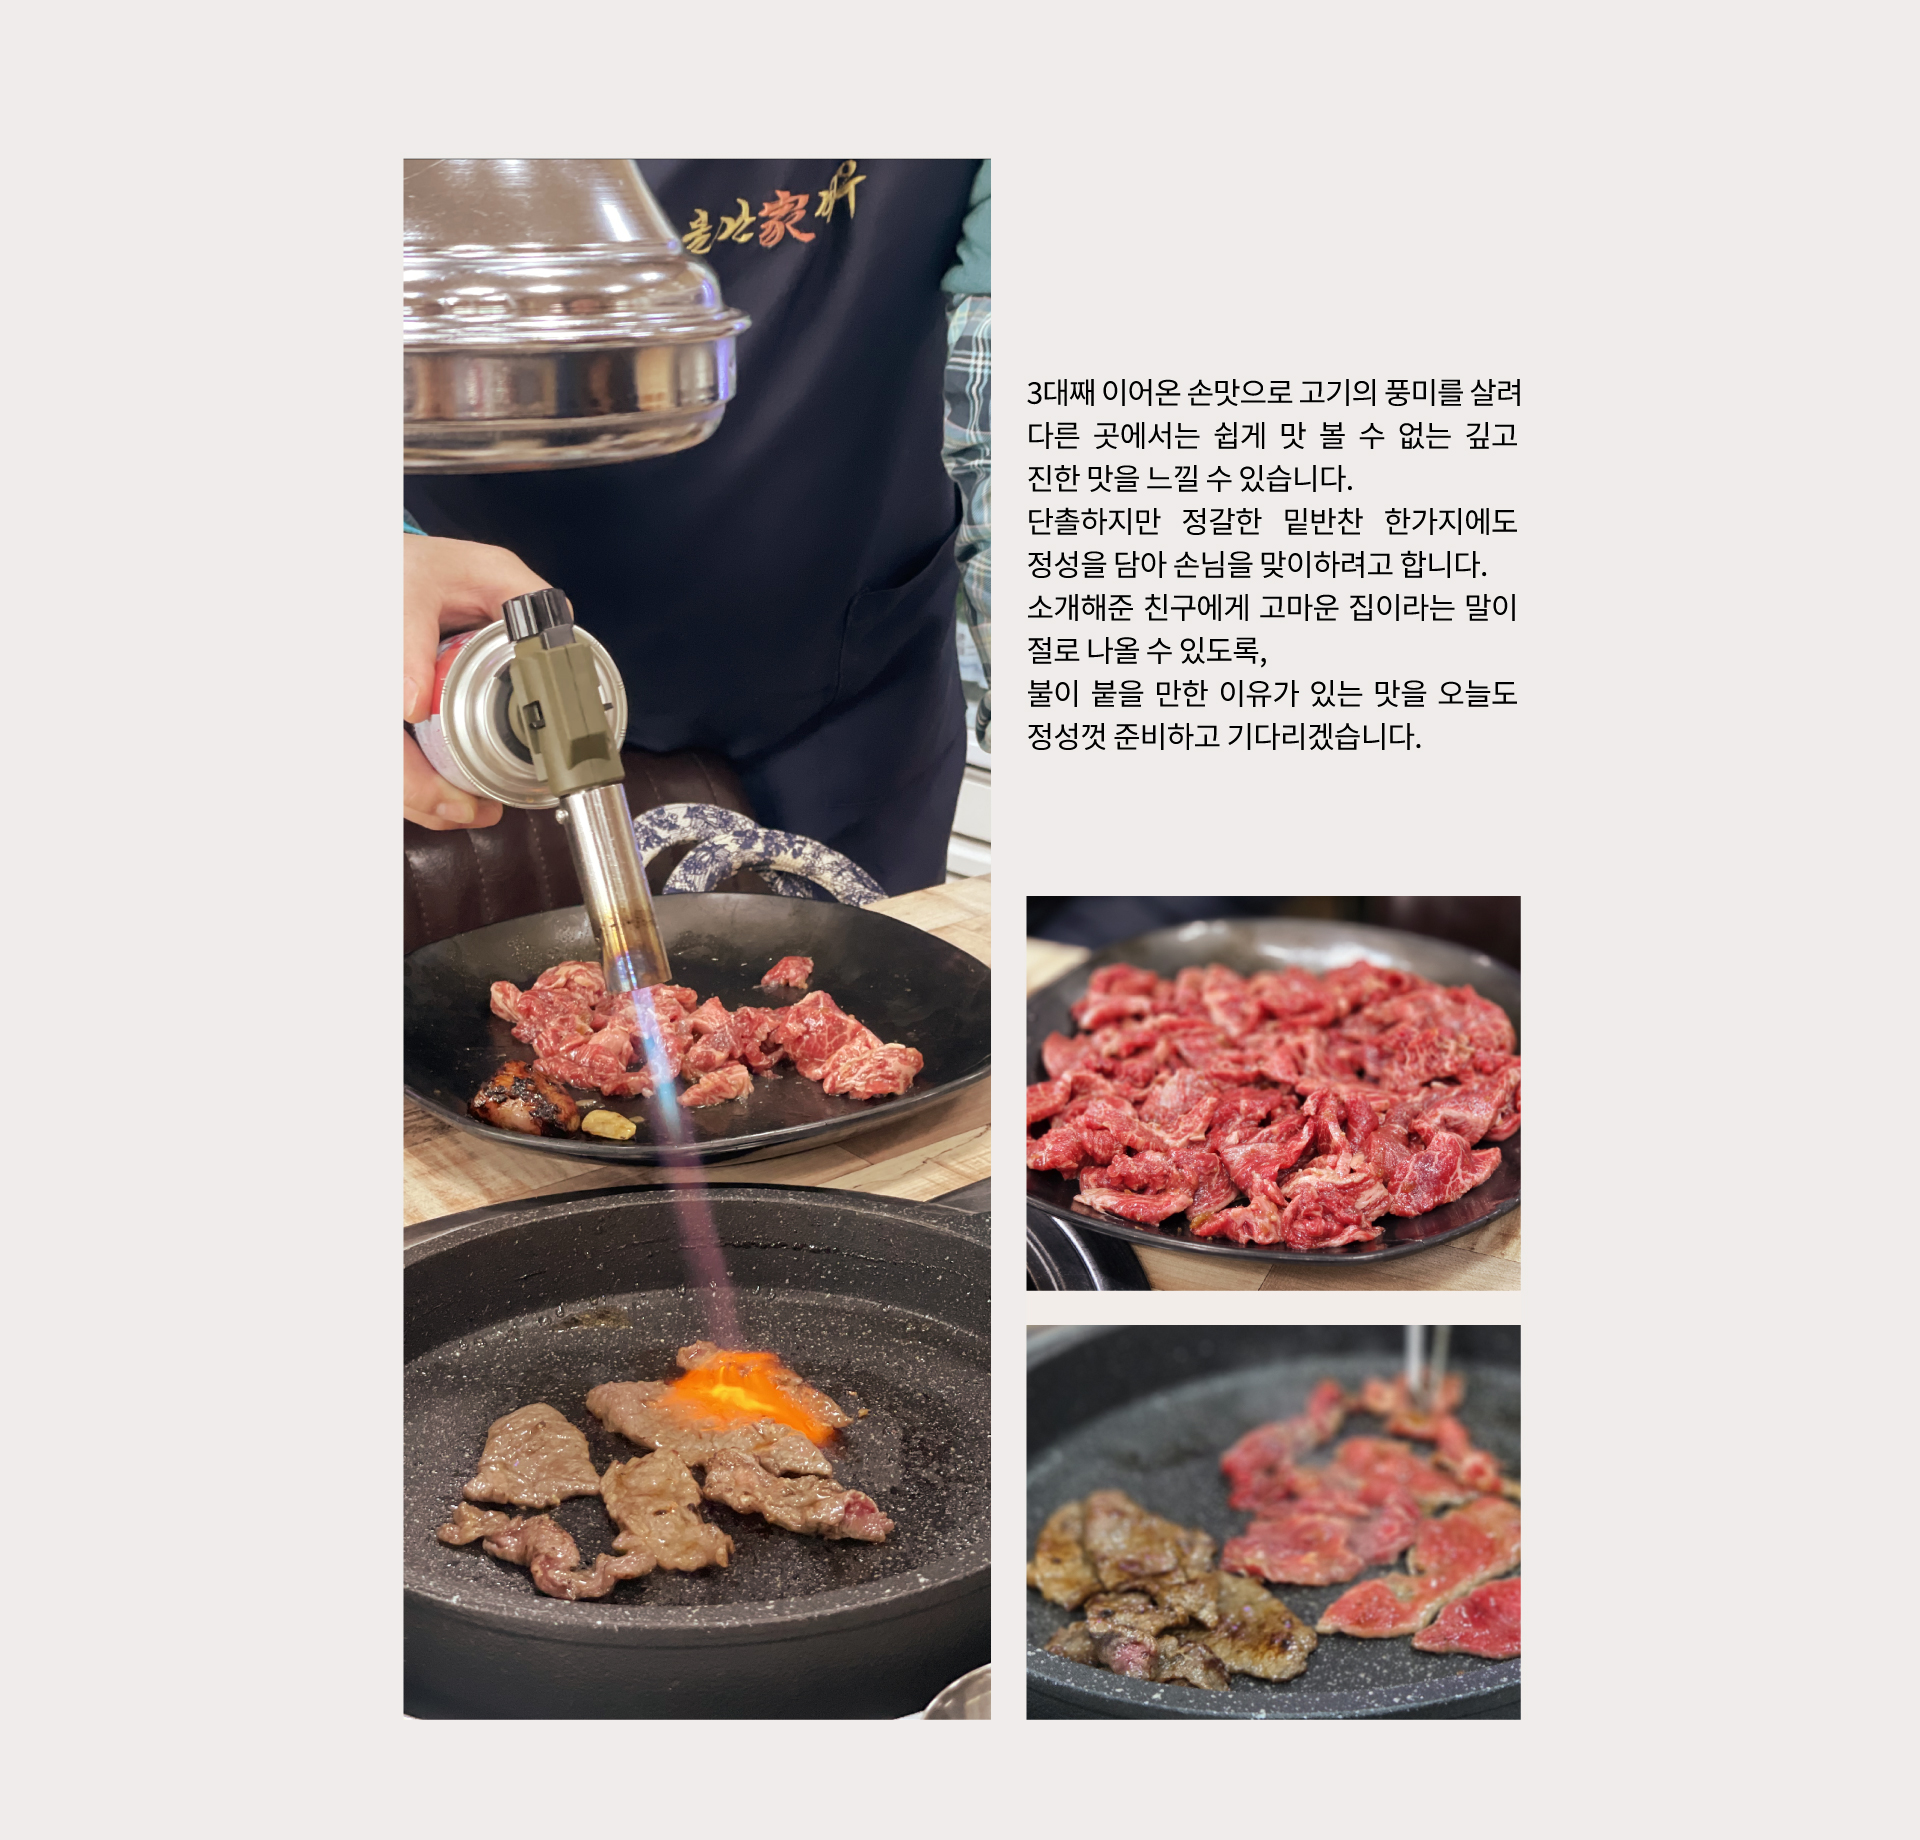 家
3대째 이어온 손맛으로 고기의 풍미를 살려
다른 곳에서는 쉽게 맛 볼 수 없는 깊고
진한 맛을 느낄 수 있습니다.
단촐하지만 정갈한 밑반찬 한가지에도
정성을 담아 손님을 맞이하려고 합니다.
소개해준 친구에게 고마운 집이라는 말이
절로 나올 수 있도록,
불이 붙을 만한 이유가 있는 맛을 오늘도
정성껏 준비하고 기다리겠습니다.